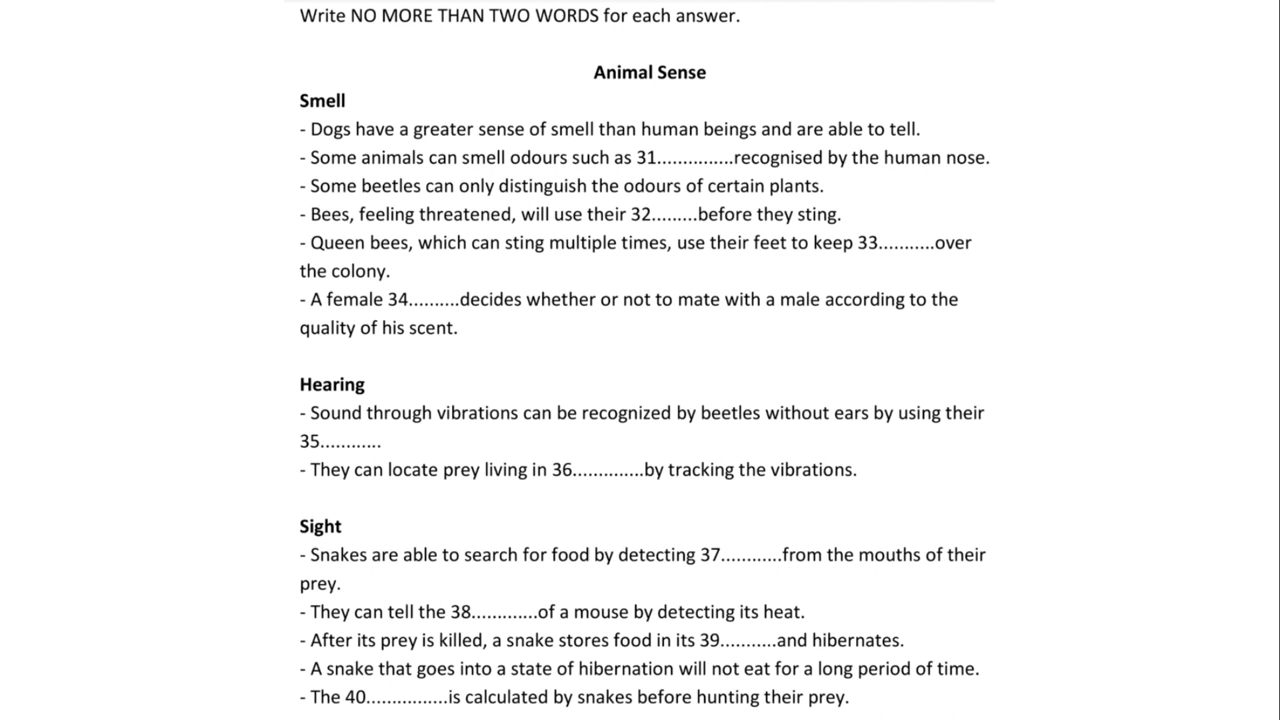 Write NO MORE THAN TWO WORDS for each answer.
Animal Sense
Smell
- Dogs have a greater sense of smell than human beings and are able to tell.
- Some animals can smell odours such as 31...............recognised by the human nose.
- Some beetles can only distinguish the odours of certain plants.
- Bees, feeling threatened, will use their 32.........before they sting.
- Queen bees, which can sting multiple times, use their feet to keep 33...........over
the colony.
- A female 34..........decides whether or not to mate with a male according to the
quality of his scent.
Hearing
- Sound through vibrations can be recognized by beetles without ears by using their
35............
- They can locate prey living in 36..............by tracking the vibrations.
Sight
- Snakes are able to search for food by detecting 37............from the mouths of their
prey.
- They can tell the 38.............of a mouse by detecting its heat.
- After its prey is killed, a snake stores food in its 39...........and hibernates.
- A snake that goes into a state of hibernation will not eat for a long period of time.
- The 40................is calculated by snakes before hunting their prey.